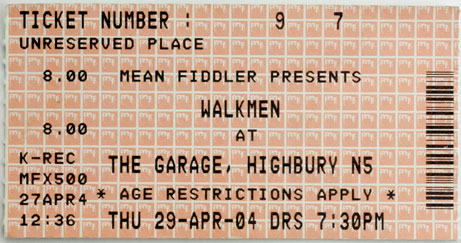 TICKET NUMBER : 9 7
UNRESERVED PLACE
8.00 MEAN FIDDLER PRESENTS
WALKMEN
8.00 AT
K-REC THE GARAGE, HIGHBURY N5
MFX500
27APR4 * AGE RESTRICTIONS APPLY *
12:36 THU 29-APR-04 DRS 7:30PM